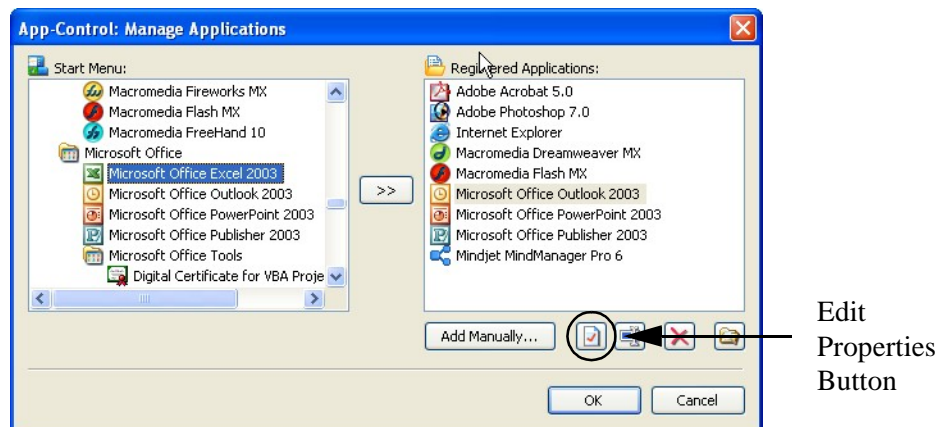 App-Control: Manage Applications
Start Menu:
Macromedia Fireworks MX
Macromedia Flash MX
Macromedia FreeHand 10
Microsoft Office
Microsoft Office Excel 2003
Microsoft Office Outlook 2003
Microsoft Office PowerPoint 2003
Microsoft Office Publisher 2003
Microsoft Office Tools
Digital Certificate for VBA Proje
>>
Registered Applications:
Adobe Acrobat 5.0
Adobe Photoshop 7.0
Internet Explorer
Macromedia Dreamweaver MX
Macromedia Flash MX
Microsoft Office Outlook 2003
Microsoft Office PowerPoint 2003
Microsoft Office Publisher 2003
Mindjet MindManager Pro 6
Add Manually...
OK
Cancel
Edit
Properties
Button